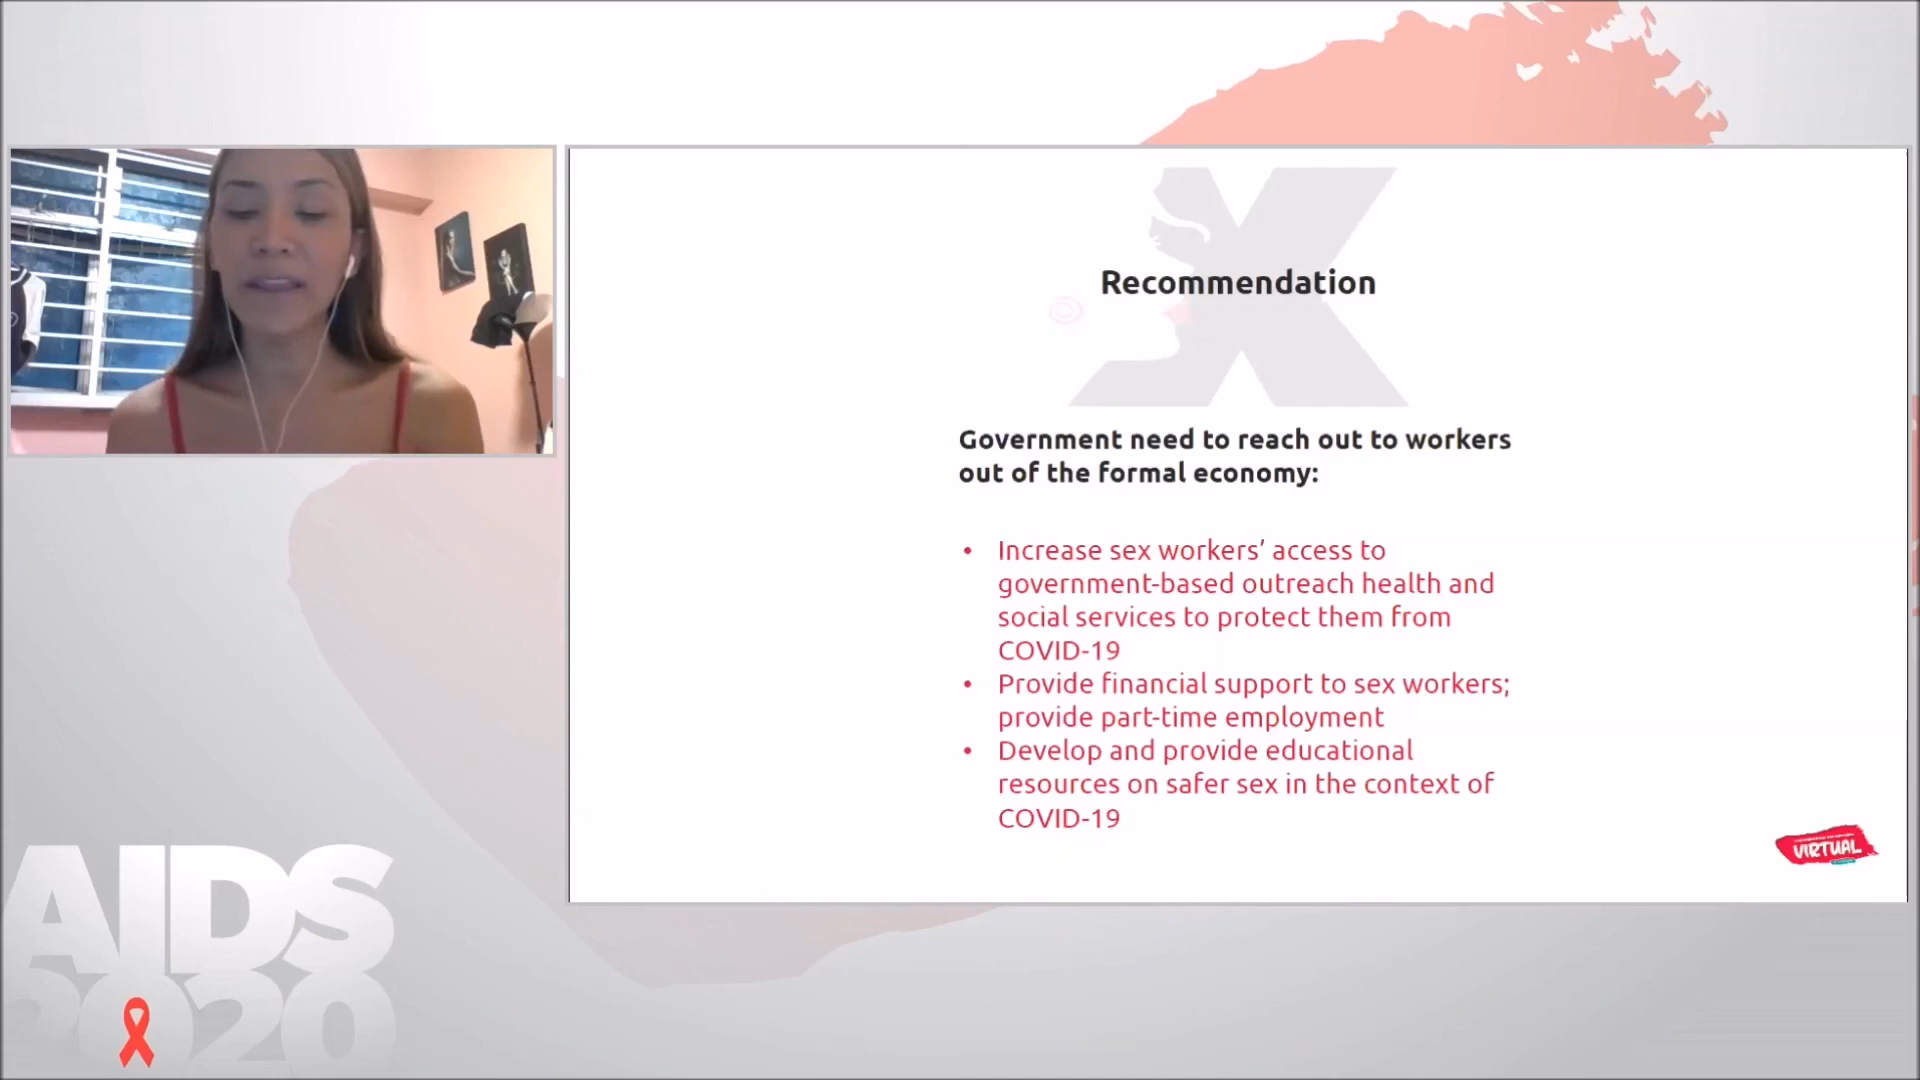 Recommendation
Government need to reach out to workers
out of the formal economy:
• Increase sex workers’ access to
government-based outreach health and
social services to protect them from
COVID-19
• Provide financial support to sex workers;
provide part-time employment
• Develop and provide educational
resources on safer sex in the context of
COVID-19
VIRTUAL
AIDS
2020